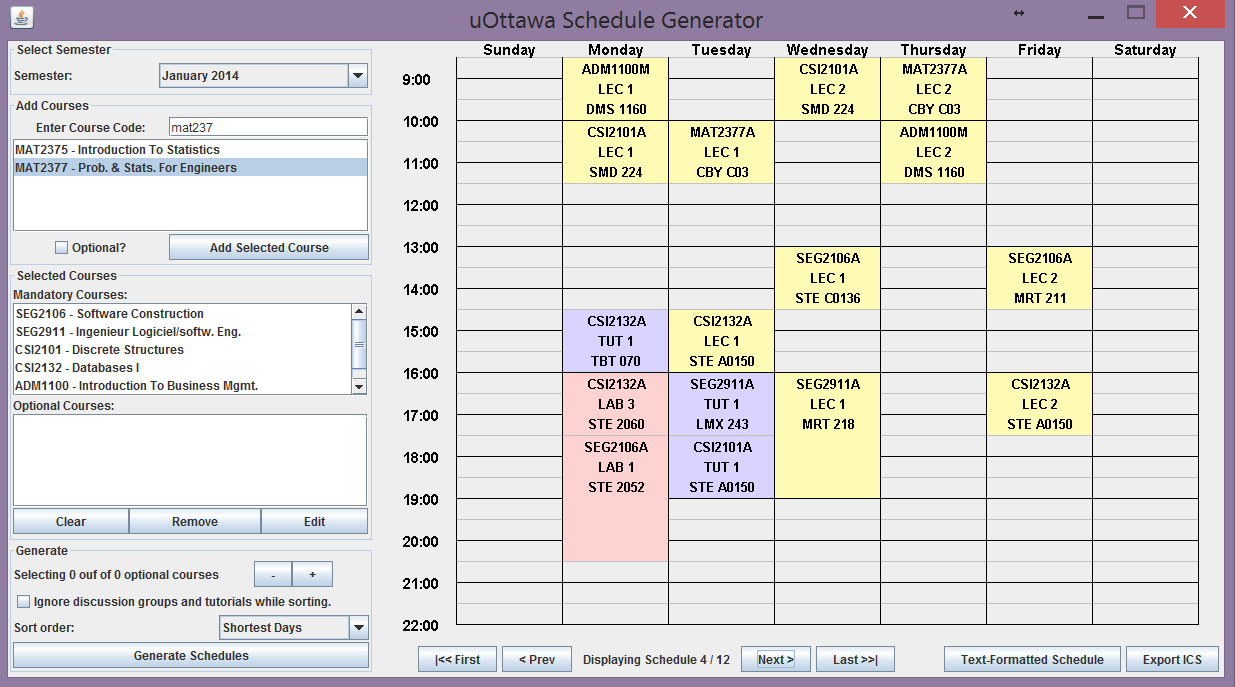 uOttawa Schedule Generator
Select Semester
Semester:
January 2014
Add Courses
Enter Course Code:
mat237
MAT2375 - Introduction To Statistics
MAT2377 - Prob. & Stats. For Engineers
Optional?
Add Selected Course
Selected Courses
Mandatory Courses:
SEG2106 - Software Construction
SEG2911 - Ingenieur Logiciel/softw. Eng.
CSI2101 - Discrete Structures
CSI2132 - Databases I
ADM1100 - Introduction To Business Mgmt.
Optional Courses:
Clear
Remove
Edit
Generate
Selecting 0 ouf of 0 optional courses
-
+
Ignore discussion groups and tutorials while sorting.
Sort order:
Shortest Days
Generate Schedules
Sunday
Monday
Tuesday
Wednesday
Thursday
Friday
Saturday
9:00
10:00
11:00
12:00
13:00
14:00
15:00
16:00
17:00
18:00
19:00
20:00
21:00
22:00
ADM1100M
LEC 1
DMS 1160
CSI2101A
LEC 1
SMD 224
CSI2132A
TUT 1
TBT 070
CSI2132A
LAB 3
STE 2060
SEG2106A
LAB 1
STE 2052
MAT2377A
LEC 1
CBY C03
CSI2132A
LEC 1
STE A0150
SEG2911A
TUT 1
LMX 243
CSI2101A
TUT 1
STE A0150
CSI2101A
LEC 2
SMD 224
SEG2106A
LEC 1
STE C0136
SEG2911A
LEC 1
MRT 218
MAT2377A
LEC 2
CBY C03
ADM1100M
LEC 2
DMS 1160
SEG2106A
LEC 2
MRT 211
CSI2132A
LEC 2
STE A0150
|<< First
< Prev
Displaying Schedule 4 / 12
Next >
Last >>|
Text-Formatted Schedule
Export ICS